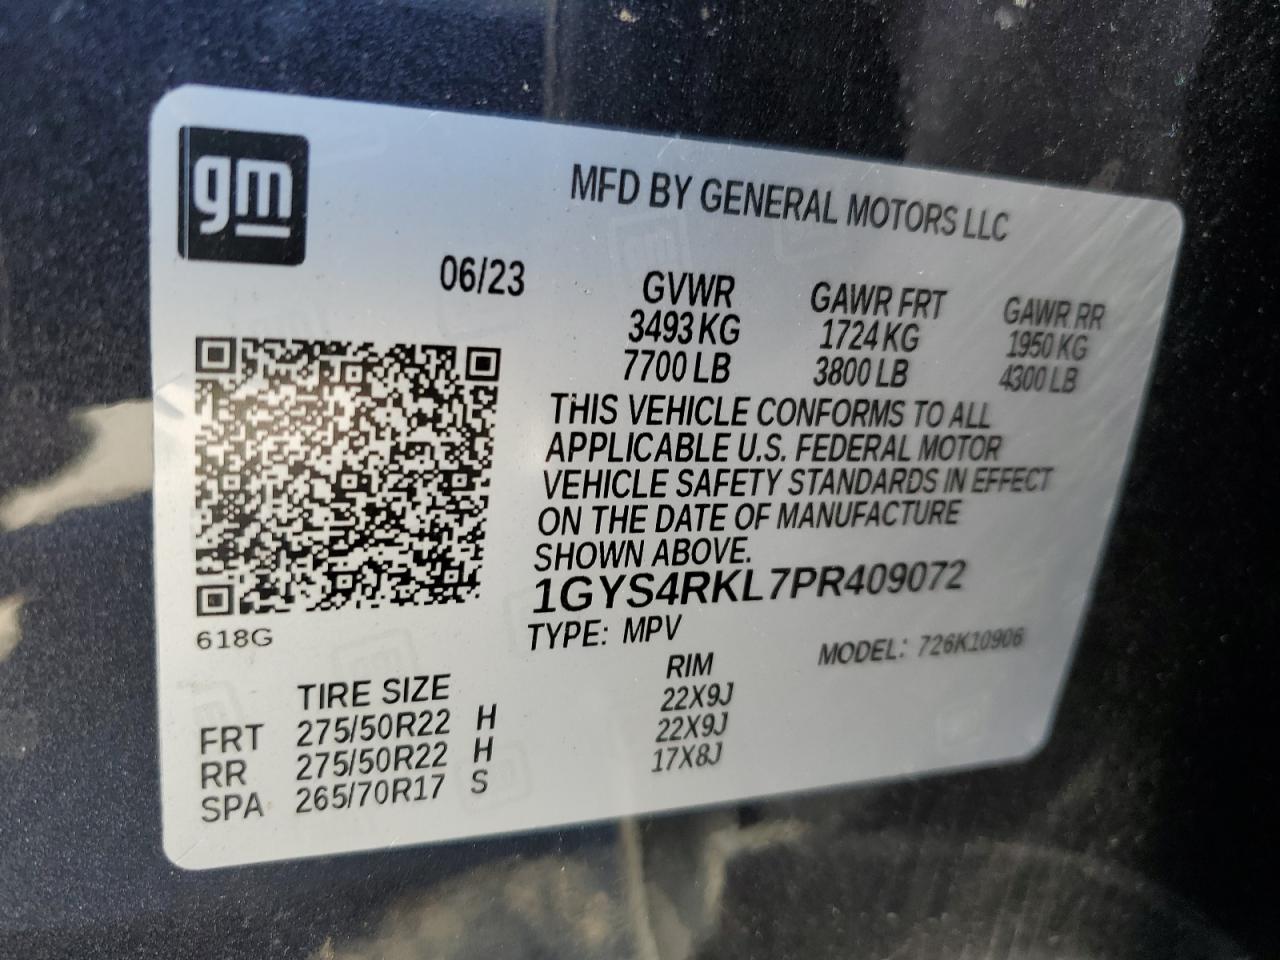 gm
MFD BY GENERAL MOTORS LLC
06/23
GVWR GAWR FRT GAWR RR
3493 KG 1724 KG 1950 KG
7700 LB 3800 LB 4300 LB
THIS VEHICLE CONFORMS TO ALL
APPLICABLE U.S. FEDERAL MOTOR
VEHICLE SAFETY STANDARDS IN EFFECT
ON THE DATE OF MANUFACTURE
SHOWN ABOVE.
1GYS4RKL7PR409072
618G
TYPE: MPV MODEL: 726K10906
TIRE SIZE RIM
FRT 275/50R22 H 22X9J
RR 275/50R22 H 22X9J
SPA 265/70R17 S 17X8J